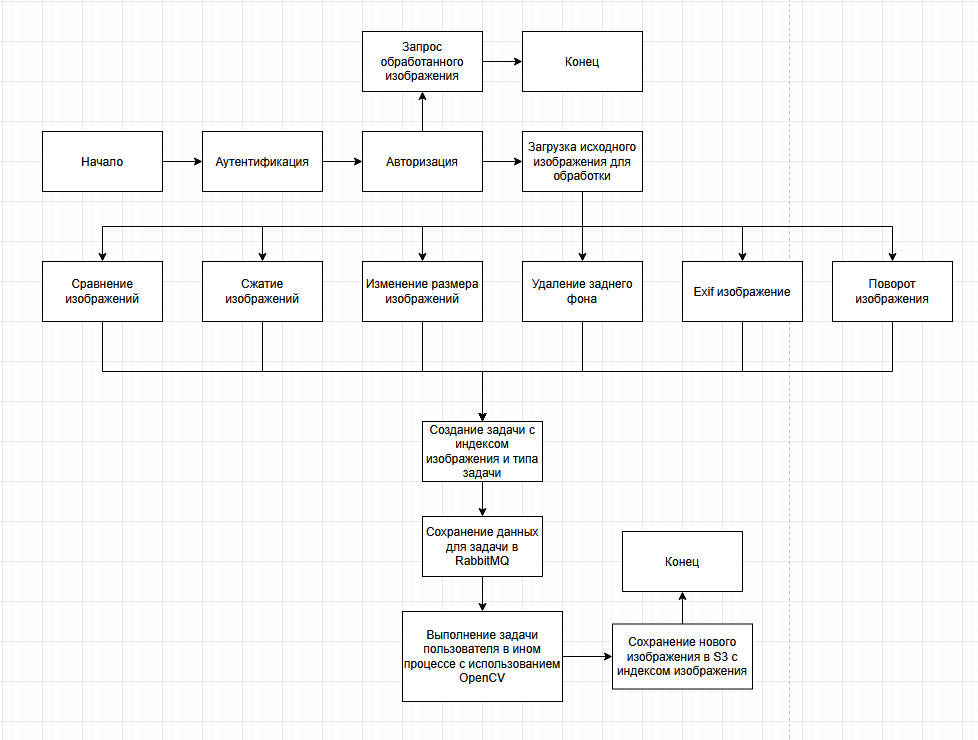 Запрос
обработанного
изображения
Конец
Начало
Аутентификация
Авторизация
Загрузка исходного
изображения для
обработки
Сравнение
изображений
Сжатие
изображений
Изменение размера
изображений
Удаление заднего
фона
Exif изображение
Поворот
изображения
Создание задачи с
индексом
изображения и типа
задачи
Сохранение данных
для задачи в
RabbitMQ
Конец
Выполнение задачи
пользователя в ином
процессе с использованием
OpenCV
Сохранение нового
изображения в S3 с
индексом изображения